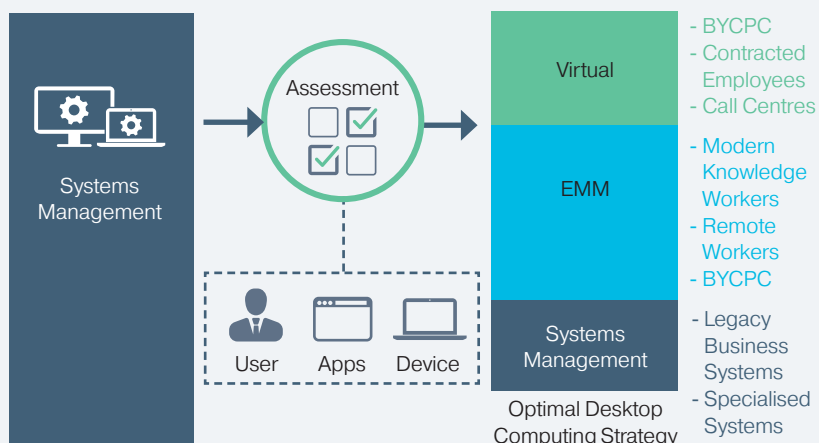 Systems
Management
Assessment
User
Apps
Device
Virtual
EMM
Systems
Management
Optimal Desktop
Computing Strategy
- BYCPC
- Contracted
Employees
- Call Centres
- Modern
Knowledge
Workers
- Remote
Workers
- BYCPC
- Legacy
Business
Systems
- Specialised
Systems